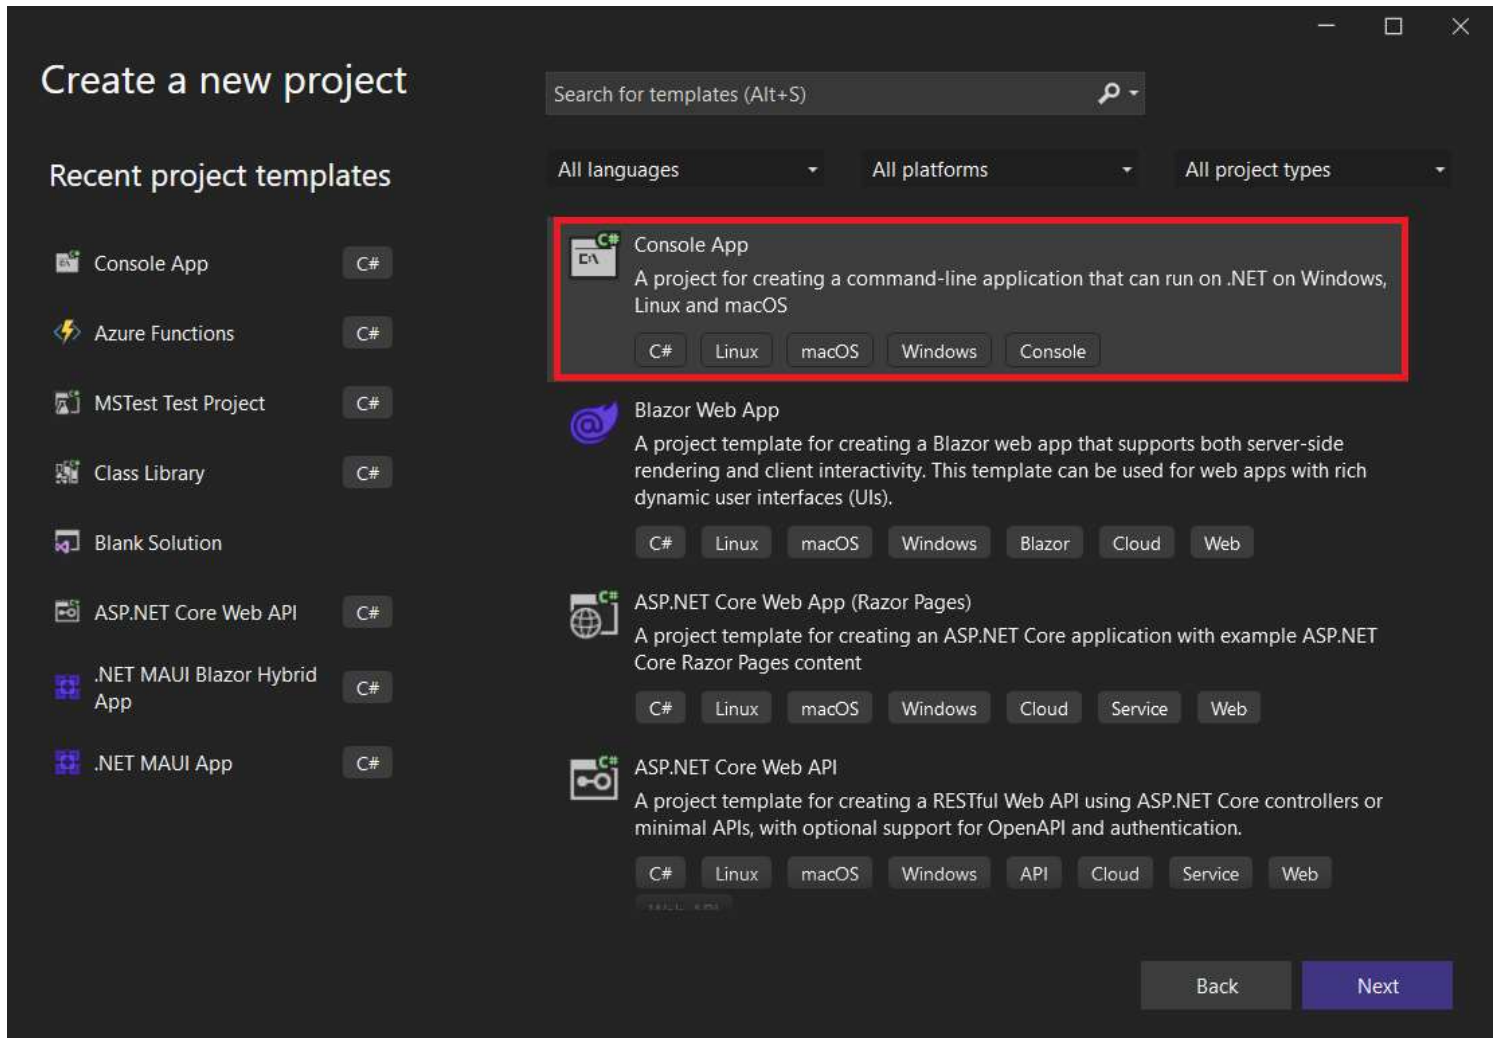 Create a new project
Search for templates (Alt+S)
Recent project templates
All languages
All platforms
All project types
Console App
C#
Azure Functions
C#
MSTest Test Project
C#
Class Library
C#
Blank Solution
ASP.NET Core Web API
C#
.NET MAUI Blazor Hybrid
App
C#
.NET MAUI App
C#
C#
E:\
Console App
A project for creating a command-line application that can run on .NET on Windows,
Linux and macOS
C# Linux macOS Windows Console
Blazor Web App
A project template for creating a Blazor web app that supports both server-side
rendering and client interactivity. This template can be used for web apps with rich
dynamic user interfaces (UIs).
C# Linux macOS Windows Blazor Cloud Web
C#
ASP.NET Core Web App (Razor Pages)
A project template for creating an ASP.NET Core application with example ASP.NET
Core Razor Pages content
C# Linux macOS Windows Cloud Service Web
C#
ASP.NET Core Web API
A project template for creating a RESTful Web API using ASP.NET Core controllers or
minimal APIs, with optional support for OpenAPI and authentication.
C# Linux macOS Windows API Cloud Service Web
Web API
Back
Next